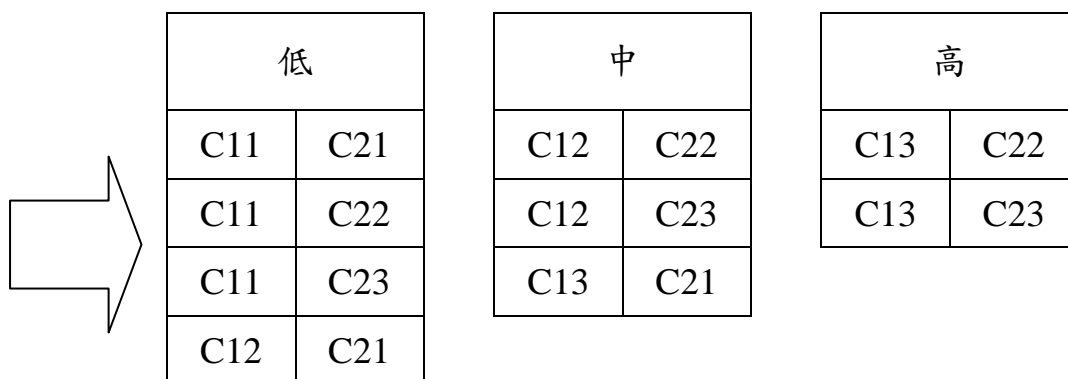 低 中 高
C11 C21 C12 C22 C13 C22
C11 C22 C12 C23 C13 C23
C11 C23 C13 C21
C12 C21